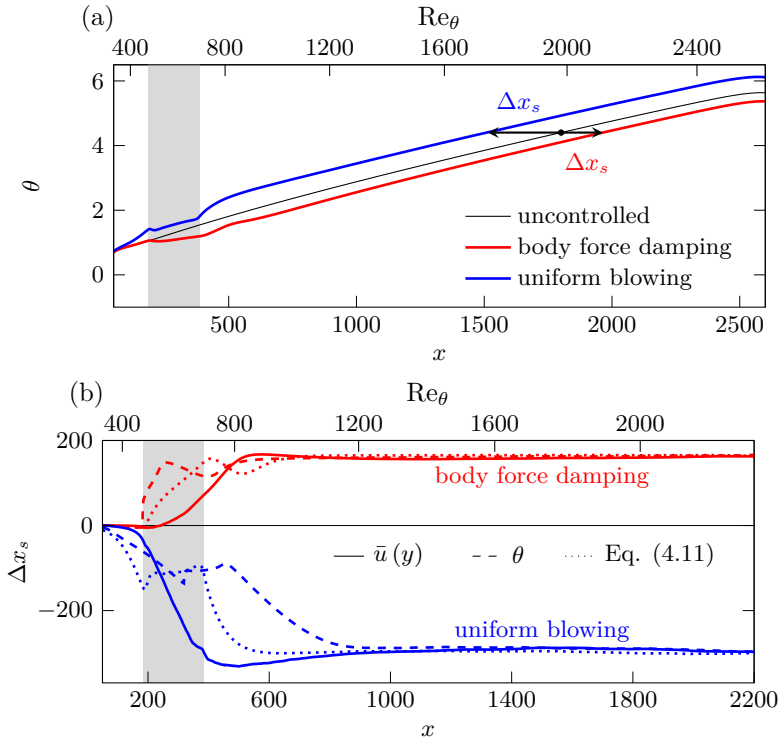 (a)
Re_θ
400 800 1200 1600 2000 2600
6
4
2
0
θ
Δx_s
Δx_s
uncontrolled
body force damping
uniform blowing
500 1000 1500 2000 2500
x
(b)
Re_θ
400 800 1200 1600 2000
200
0
−200
Δx_s
body force damping
ū (y) θ Eq. (4.11)
uniform blowing
200 600 1000 1400 1800 2200
x